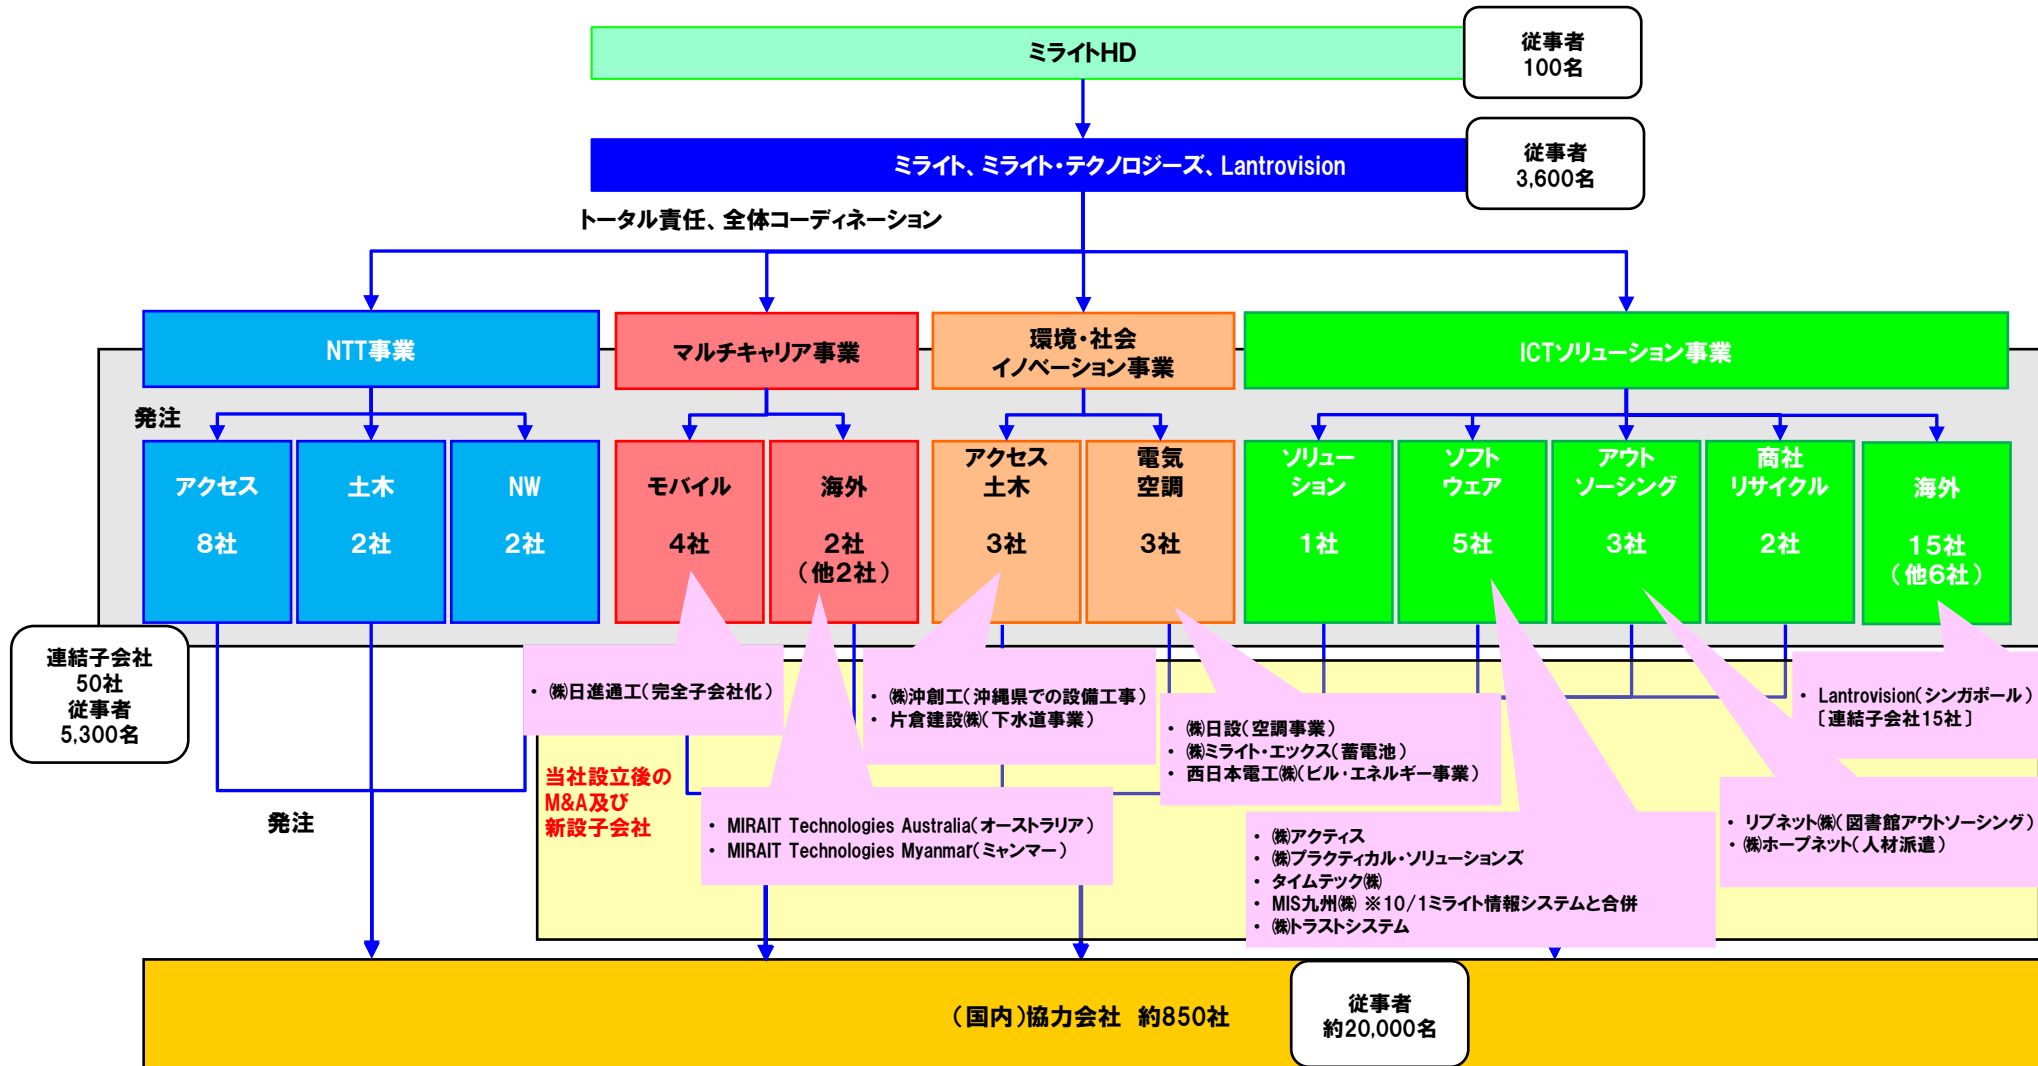 ミライトHD
従事者
100名
ミライト、ミライト・テクノロジーズ、Lantrovision
従事者
3,600名
トータル責任、全体コーディネーション
NTT事業
マルチキャリア事業
環境・社会
イノベーション事業
ICTソリューション事業
発注
アクセス
8社
土木
2社
NW
2社
モバイル
4社
海外
2社
(他2社)
アクセス
土木
3社
電気
空調
3社
ソリュー
ション
1社
ソフト
ウェア
5社
アウト
ソーシング
3社
商社
リサイクル
2社
海外
15社
(他6社)
連結子会社
50社
従事者
5,300名
・ ㈱日進通工(完全子会社化)
・ ㈱沖創工(沖縄県での設備工事)
・ 片倉建設㈱(下水道事業)
・ ㈱日設(空調事業)
・ ㈱ミライト・エックス(蓄電池)
・ 西日本電工㈱(ビル・エネルギー事業)
・ Lantrovision(シンガポール)
〔連結子会社15社〕
当社設立後の
M&A及び
新設子会社
発注
・ MIRAIT Technologies Australia(オーストラリア)
・ MIRAIT Technologies Myanmar(ミャンマー)
・ ㈱アクティス
・ ㈱プラクティカル・ソリューションズ
・ タイムテック㈱
・ MIS九州㈱ ※10/1ミライト情報システムと合併
・ ㈱トラストシステム
・ リブネット㈱(図書館アウトソーシング)
・ ㈱ホープネット(人材派遣)
(国内)協力会社 約850社
従事者
約20,000名